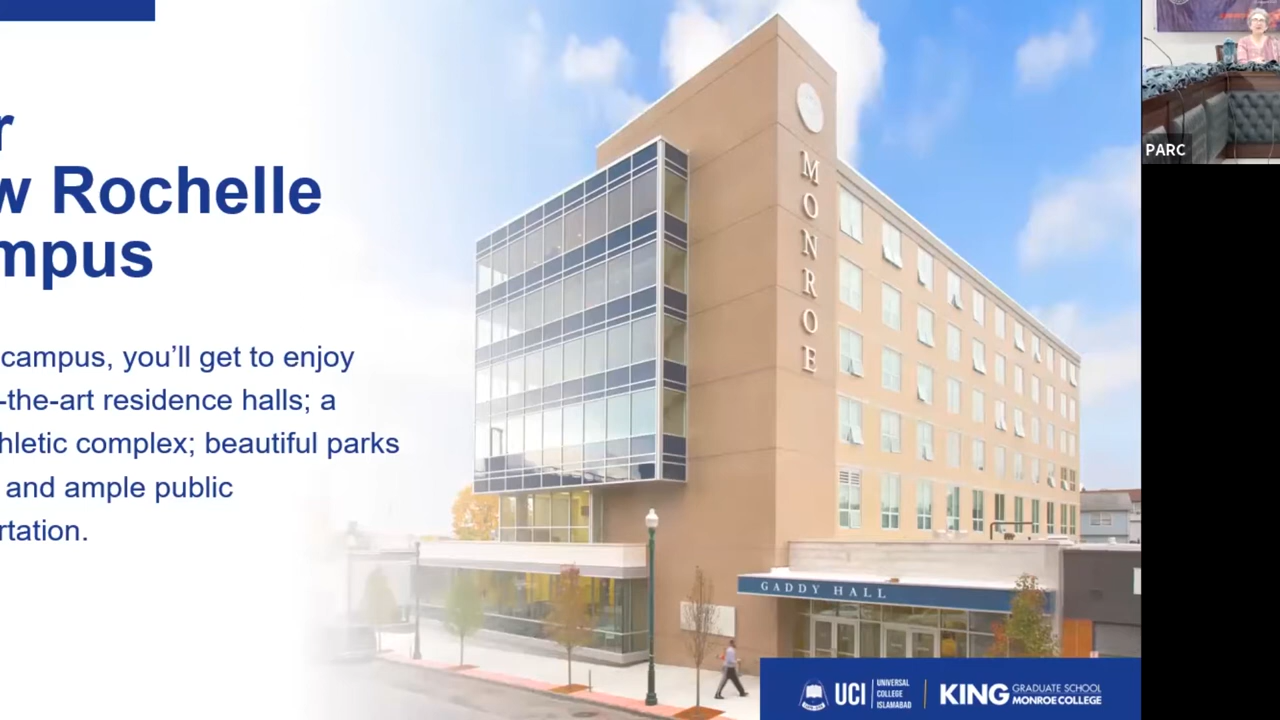 r
w Rochelle
mpus
campus, you’ll get to enjoy
-the-art residence halls; a
hletic complex; beautiful parks
and ample public
rtation.
MONROE
GADDY HALL
UCI UNIVERSAL COLLEGE ISLAMABAD
KING GRADUATE SCHOOL MONROE COLLEGE
PARC